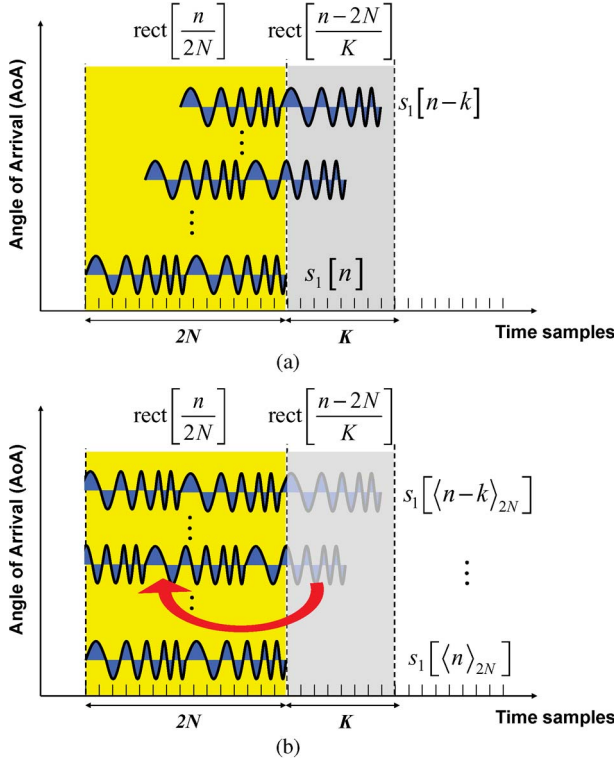 rect[n/2N] rect[(n-2N)/K]
Angle of Arrival (AoA)
s₁[n-k]
s₁[n]
2N K
Time samples
(a)
rect[n/2N] rect[(n-2N)/K]
Angle of Arrival (AoA)
s₁[⟨n-k⟩₂N]
s₁[⟨n⟩₂N]
2N K
Time samples
(b)